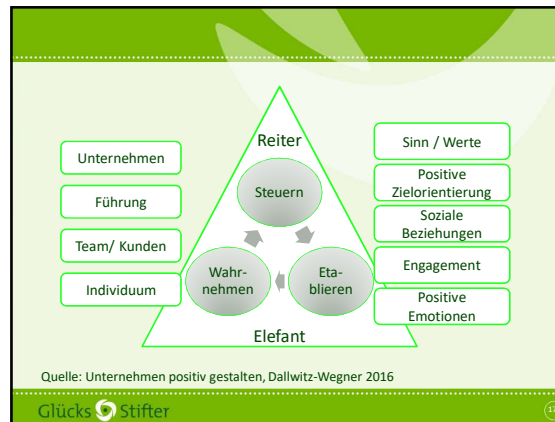 Unternehmen
Führung
Team/ Kunden
Individuum
Reiter
Steuern
Wahr-
nehmen
Eta-
blieren
Elefant
Sinn / Werte
Positive
Zielorientierung
Soziale
Beziehungen
Engagement
Positive
Emotionen
Quelle: Unternehmen positiv gestalten, Dallwitz-Wegner 2016
Glücks Stifter